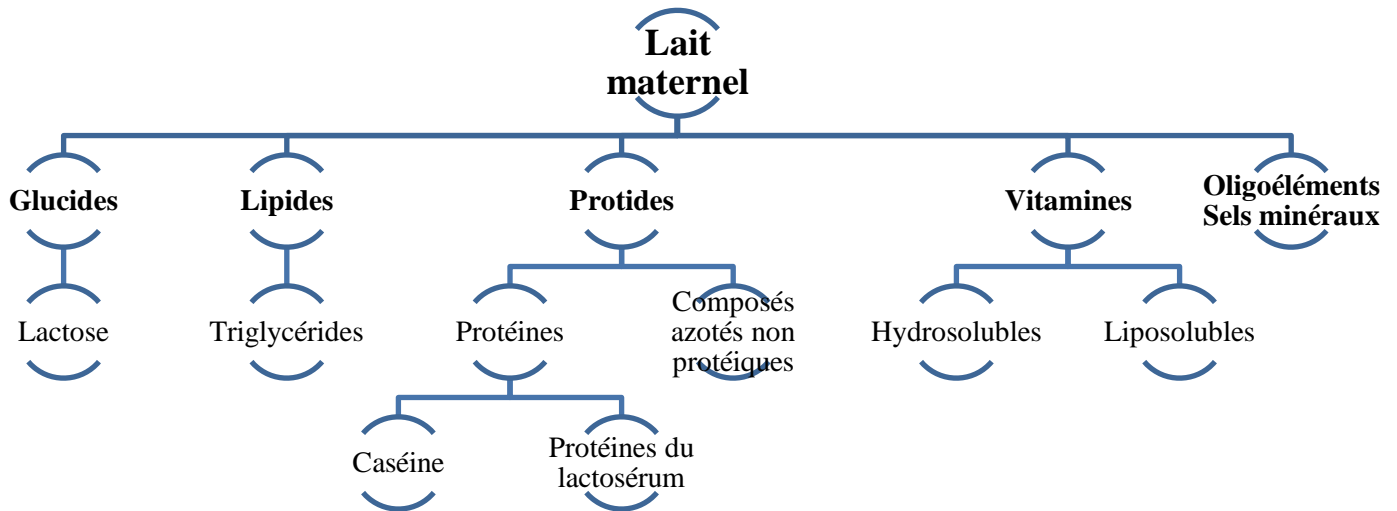 Lait
maternel
Glucides
Lipides
Protides
Vitamines
Oligoéléments
Sels minéraux
Lactose
Triglycérides
Protéines
Composés
azotés non
protéiques
Hydrosolubles
Liposolubles
Caséine
Protéines du
lactosérum